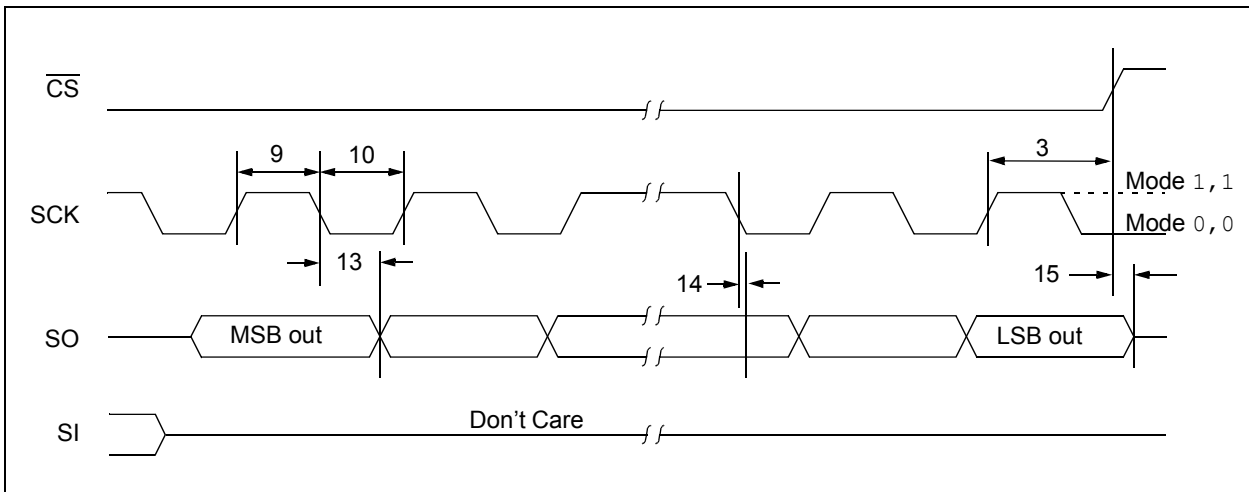 C̅S̅
9
10
3
SCK
Mode 1,1
Mode 0,0
13
14
15
SO
MSB out
LSB out
SI
Don't Care